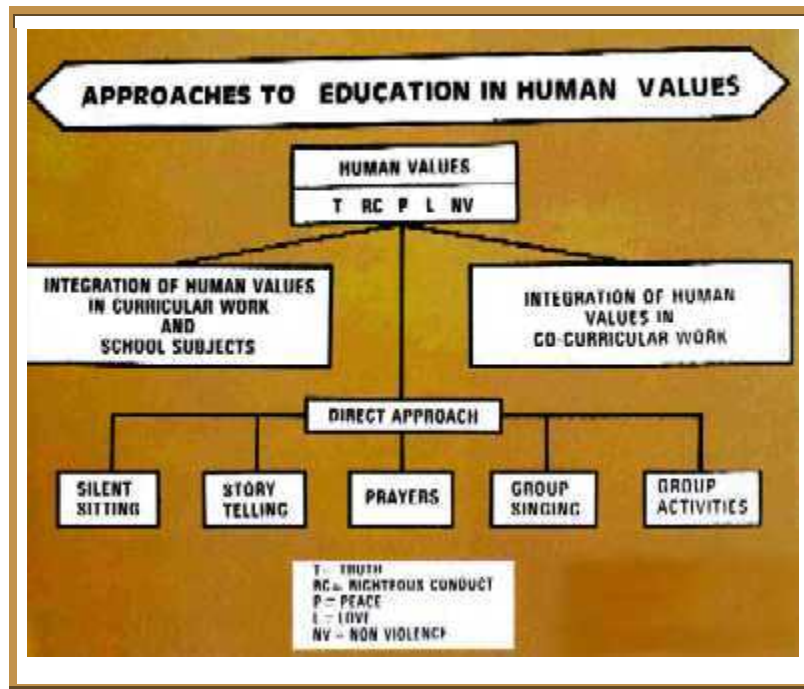 APPROACHES TO EDUCATION IN HUMAN VALUES
HUMAN VALUES
T RC P L NV
INTEGRATION OF HUMAN VALUES
IN CURRICULAR WORK
AND
SCHOOL SUBJECTS
INTEGRATION OF HUMAN
VALUES IN
CO-CURRICULAR WORK
DIRECT APPROACH
SILENT
SITTING
STORY
TELLING
PRAYERS
GROUP
SINGING
GROUP
ACTIVITIES
T = TRUTH
RC = RIGHTEOUS CONDUCT
P = PEACE
L = LOVE
NV = NON VIOLENCE